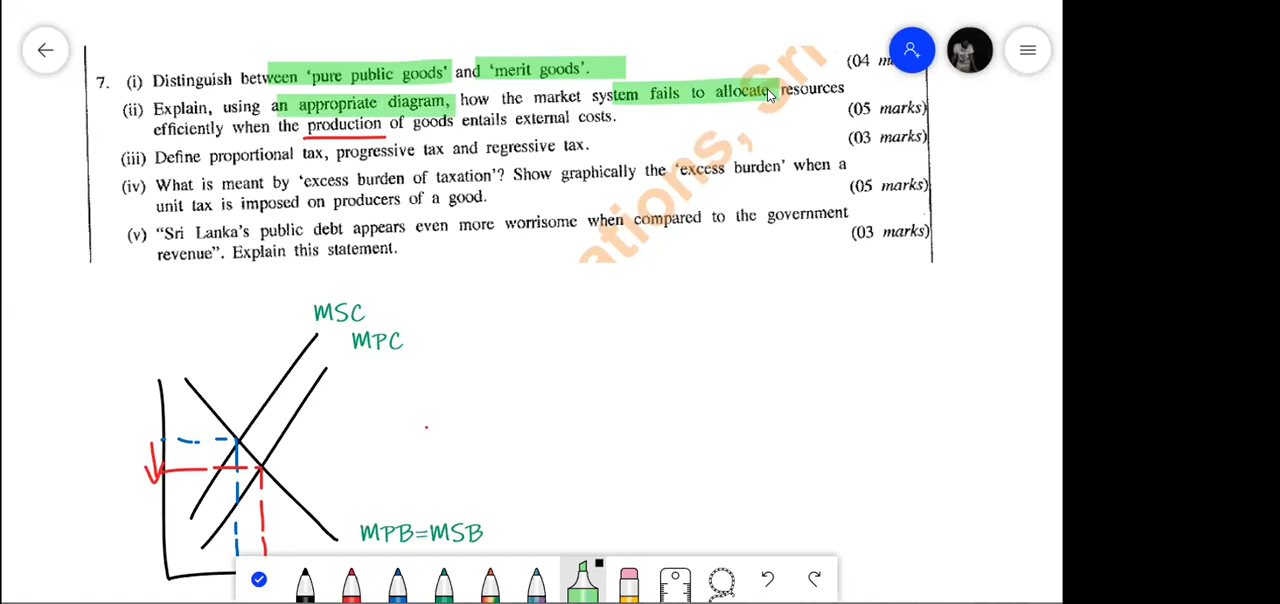 7. (i) Distinguish between 'pure public goods' and 'merit goods'.
(04
(ii) Explain, using an appropriate diagram, how the market system fails to allocate resources
efficiently when the production of goods entails external costs.
(05 marks)
(iii) Define proportional tax, progressive tax and regressive tax.
(03 marks)
(iv) What is meant by 'excess burden of taxation'? Show graphically the 'excess burden' when a
unit tax is imposed on producers of a good.
(05 marks)
(v) "Sri Lanka's public debt appears even more worrisome when compared to the government
revenue". Explain this statement.
(03 marks)
ations, Sri
MSC
MPC
MPB=MSB